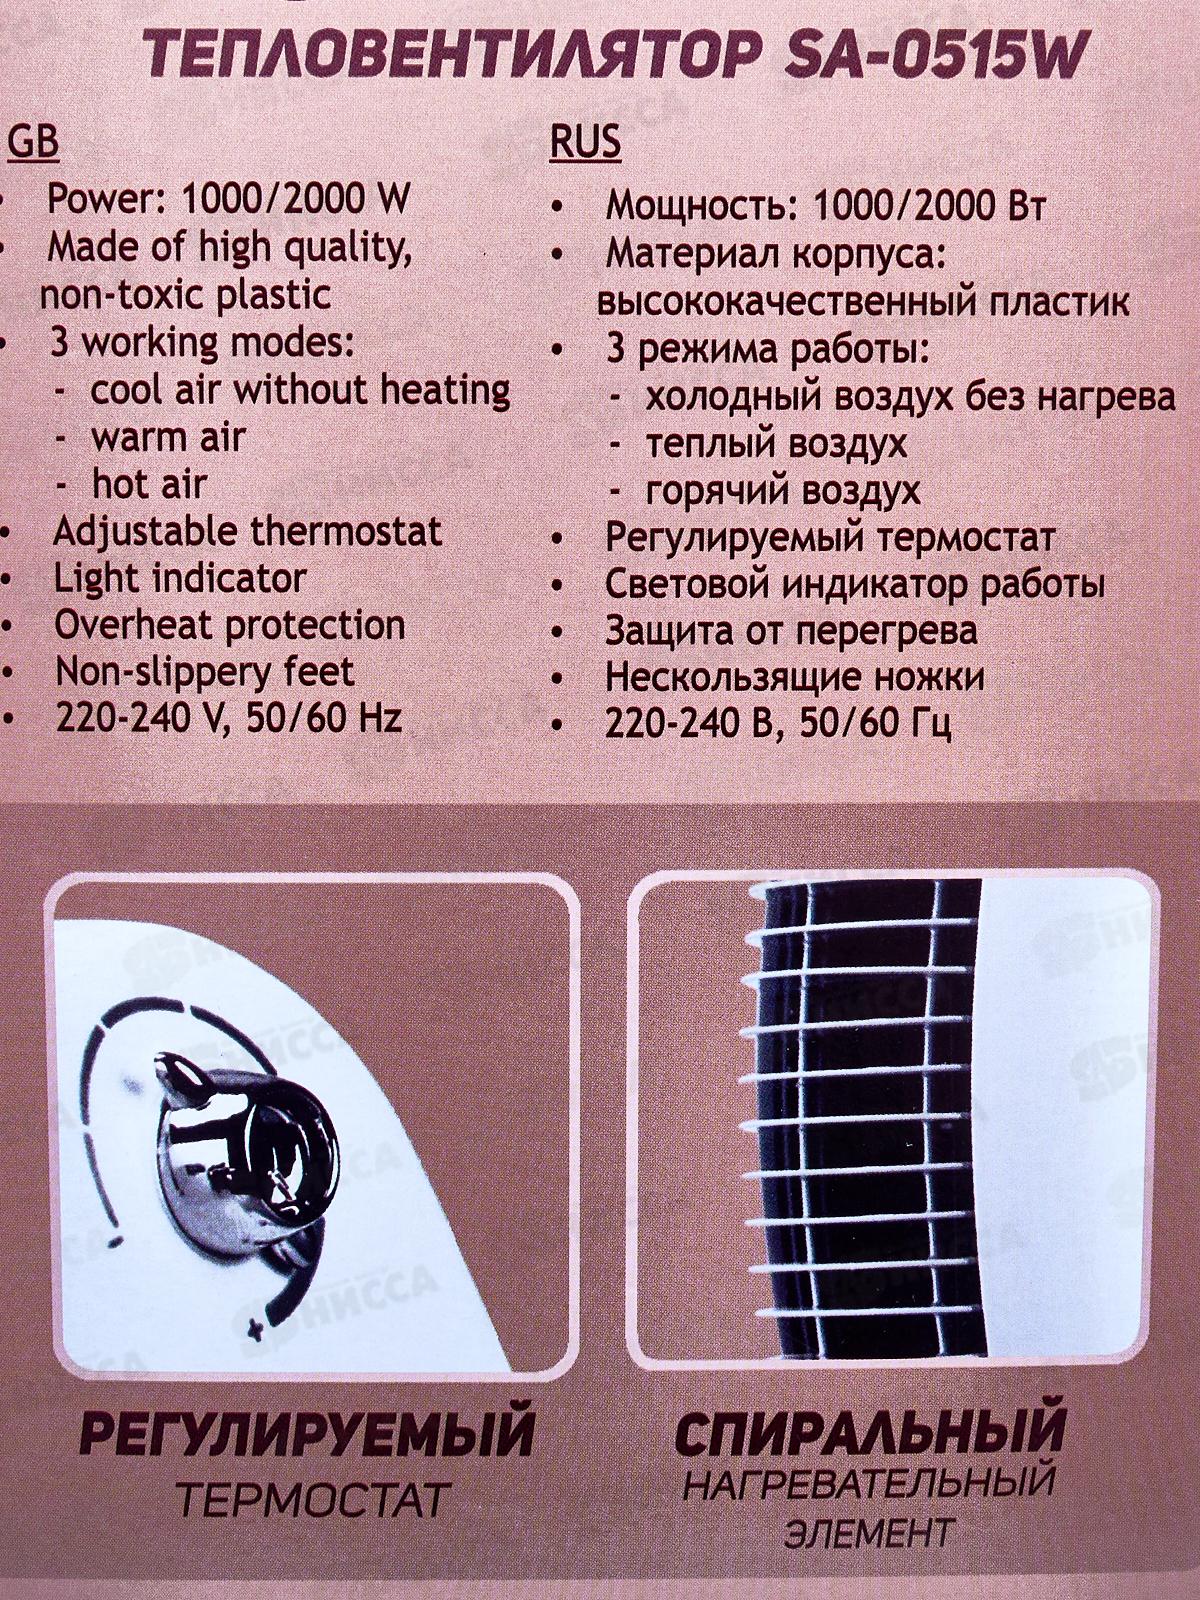 ТЕПЛОВЕНТИЛЯТОР SA-0515W
GB
• Power: 1000/2000 W
• Made of high quality,
non-toxic plastic
• 3 working modes:
- cool air without heating
- warm air
- hot air
• Adjustable thermostat
• Light indicator
• Overheat protection
• Non-slippery feet
• 220-240 V, 50/60 Hz
RUS
• Мощность: 1000/2000 Вт
• Материал корпуса:
высококачественный пластик
• 3 режима работы:
- холодный воздух без нагрева
- теплый воздух
- горячий воздух
• Регулируемый термостат
• Световой индикатор работы
• Защита от перегрева
• Нескользящие ножки
• 220-240 В, 50/60 Гц
РЕГУЛИРУЕМЫЙ
ТЕРМОСТАТ
СПИРАЛЬНЫЙ
НАГРЕВАТЕЛЬНЫЙ
ЭЛЕМЕНТ